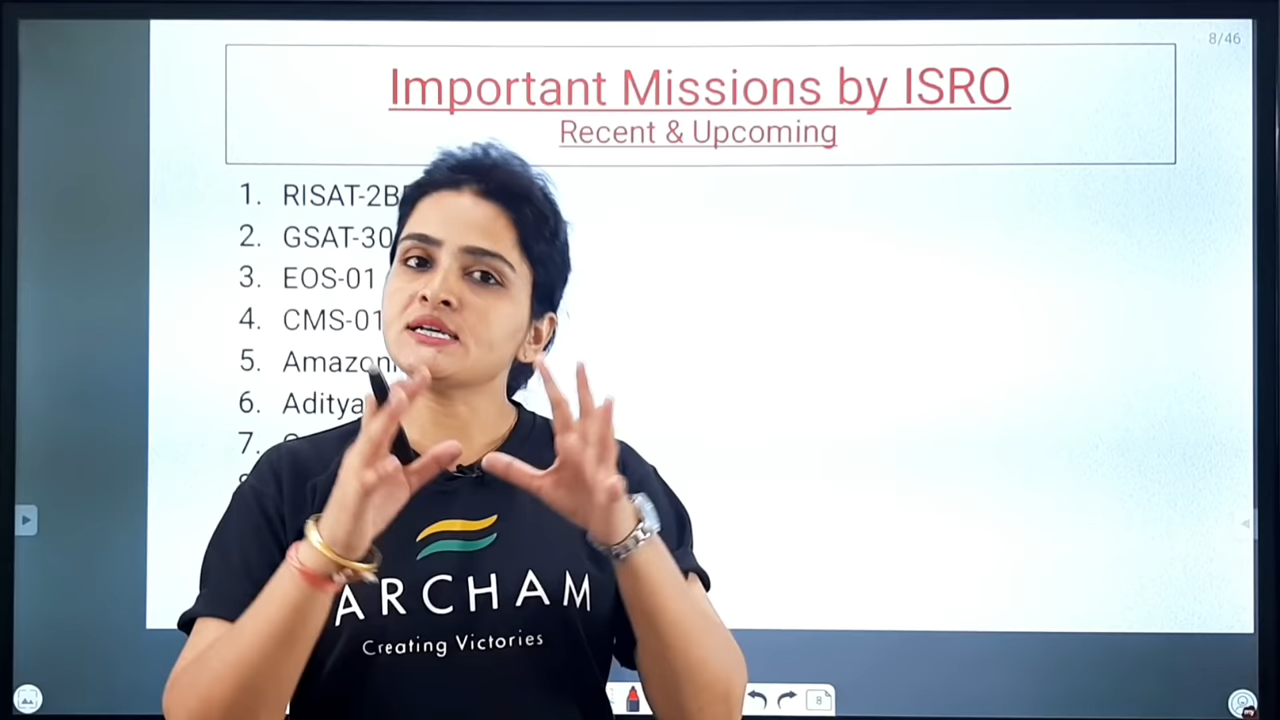 8/46
Important Missions by ISRO
Recent & Upcoming
1. RISAT-2B
2. GSAT-30
3. EOS-01
4. CMS-01
5. Amazon
6. Aditya
7.
ARCHAM
Creating Victories
8